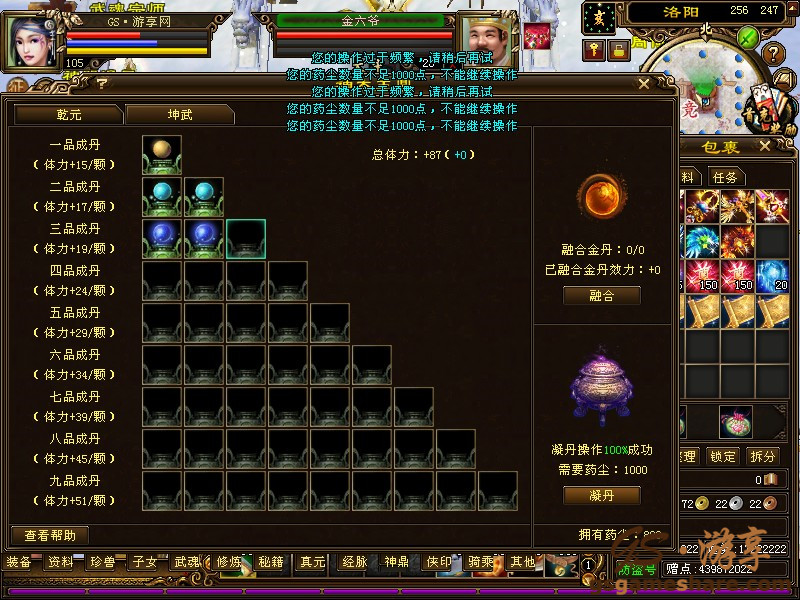 GS·游享网
105
金六爷
洛阳
256 247
北
亥
您的操作过于频繁，请稍后再试
您的药尘数量不足1000点，不能继续操作
您的操作过于频繁，请稍后再试
您的药尘数量不足1000点，不能继续操作
您的药尘数量不足1000点，不能继续操作
乾元
坤武
总体力：+87(+0)
一品成丹
(体力+15/颗)
二品成丹
(体力+17/颗)
三品成丹
(体力+19/颗)
四品成丹
(体力+24/颗)
五品成丹
(体力+29/颗)
六品成丹
(体力+34/颗)
七品成丹
(体力+39/颗)
八品成丹
(体力+45/颗)
九品成丹
(体力+51/颗)
融合金丹：0/0
已融合金丹效力：+0
融合
凝丹操作100%成功
需要药尘：1000
凝丹
查看帮助
包裹
料
任务
150
150
20
锁定
拆分
0
72
22
22
装备
资料
珍兽
子女
武魂
修炼
秘籍
真元
经脉
神鼎
侠印
骑乘
其他
1
防盗号